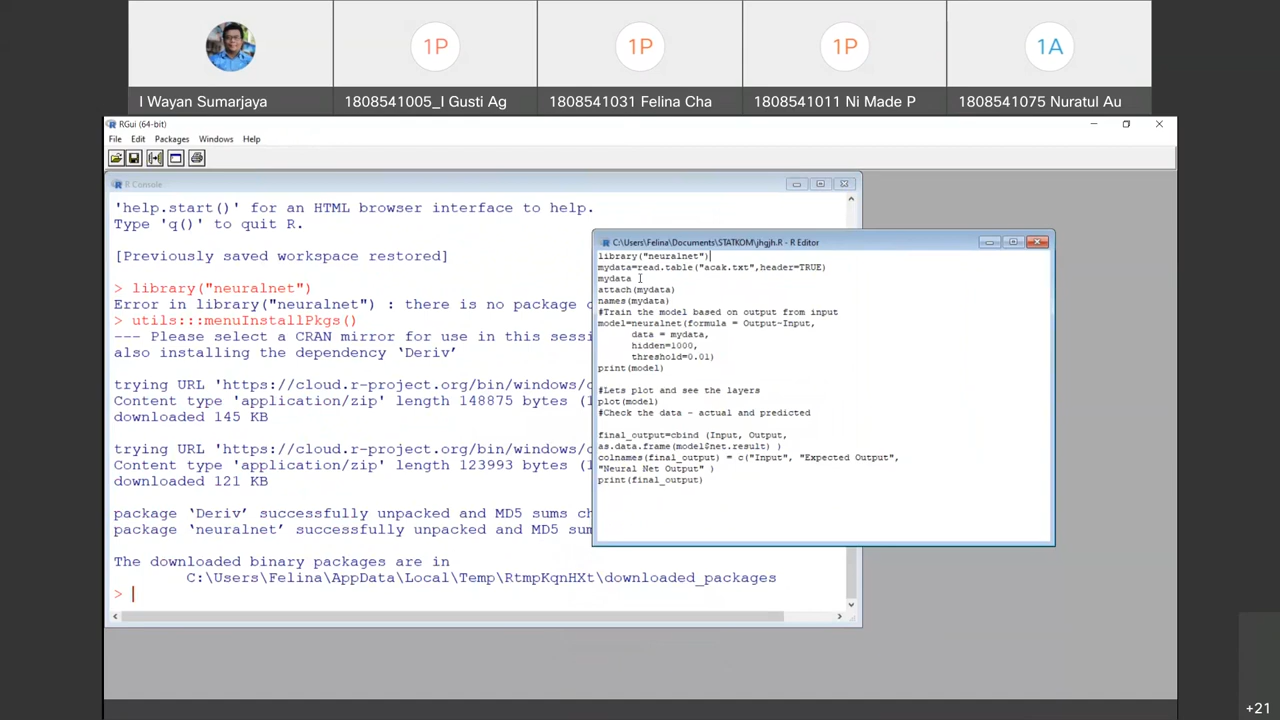 1P
1P
1P
1A
I Wayan Sumarjaya
1808541005_I Gusti Ag
1808541031 Felina Cha
1808541011 Ni Made P
1808541075 Nuratul Au
RGui (64-bit)
File Edit Packages Windows Help
R Console
'help.start()' for an HTML browser interface to help.
Type 'q()' to quit R.
[Previously saved workspace restored]
> library("neuralnet")
Error in library("neuralnet") : there is no package c
> utils:::menuInstallPkgs()
--- Please select a CRAN mirror for use in this sessi
also installing the dependency ‘Deriv’
trying URL 'https://cloud.r-project.org/bin/windows/c
Content type 'application/zip' length 148875 bytes (1
downloaded 145 KB
trying URL 'https://cloud.r-project.org/bin/windows/c
Content type 'application/zip' length 123993 bytes (1
downloaded 121 KB
package ‘Deriv’ successfully unpacked and MD5 sums ch
package ‘neuralnet’ successfully unpacked and MD5 sum
The downloaded binary packages are in
C:\Users\Felina\AppData\Local\Temp\RtmpKqnHXt\downloaded_packages
>
C:\Users\Felina\Documents\STATKOM\jhgjh.R - R Editor
library("neuralnet")
mydata=read.table("acak.txt",header=TRUE)
mydata
attach(mydata)
names(mydata)
#Train the model based on output from input
model=neuralnet(formula = Output~Input,
data = mydata,
hidden=1000,
threshold=0.01)
print(model)
#Lets plot and see the layers
plot(model)
#Check the data - actual and predicted
final_output=cbind (Input, Output,
as.data.frame(model$net.result) )
colnames(final_output) = c("Input", "Expected Output",
"Neural Net Output" )
print(final_output)
+21